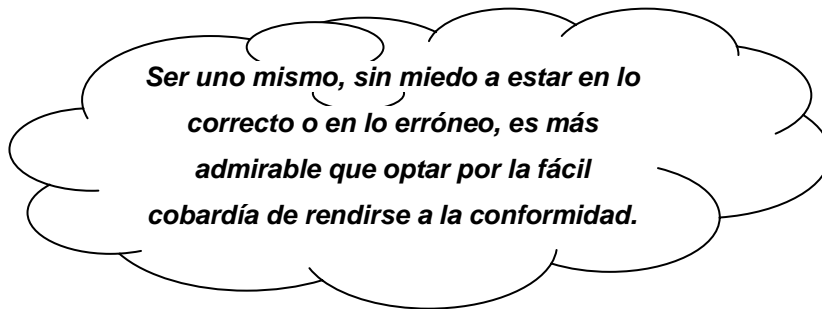 Ser uno mismo, sin miedo a estar en lo
correcto o en lo erróneo, es más
admirable que optar por la fácil
cobardía de rendirse a la conformidad.